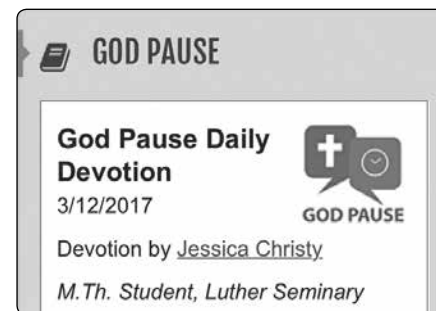 GOD PAUSE
God Pause Daily
Devotion
3/12/2017
GOD PAUSE
Devotion by Jessica Christy
M.Th. Student, Luther Seminary